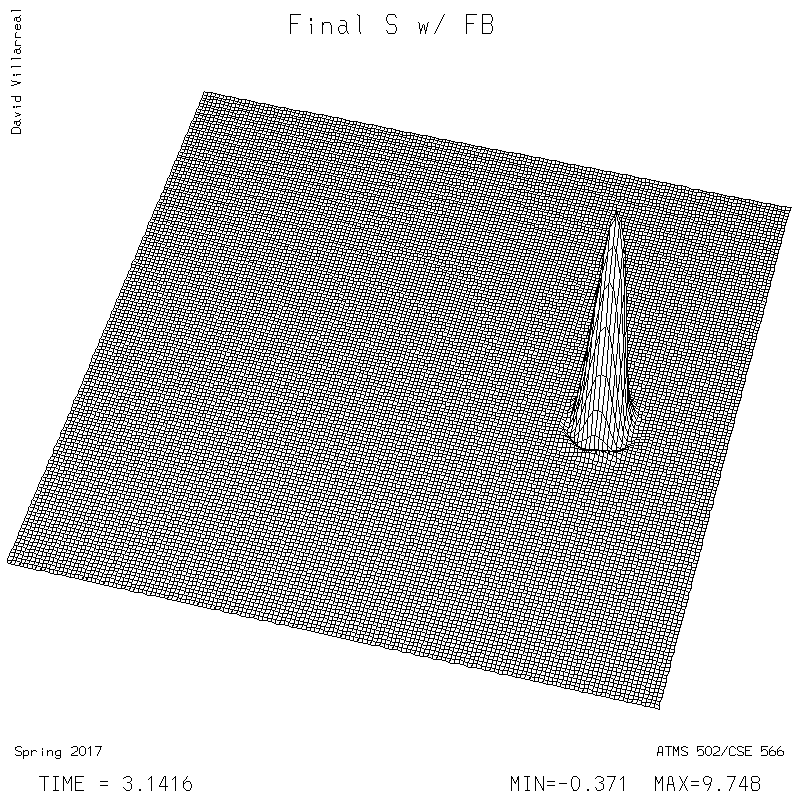 Final S w/ FB
David Villarreal
Spring 2017
ATMS 502/CSE 566
TIME = 3.1416
MIN=-0.371 MAX=9.748